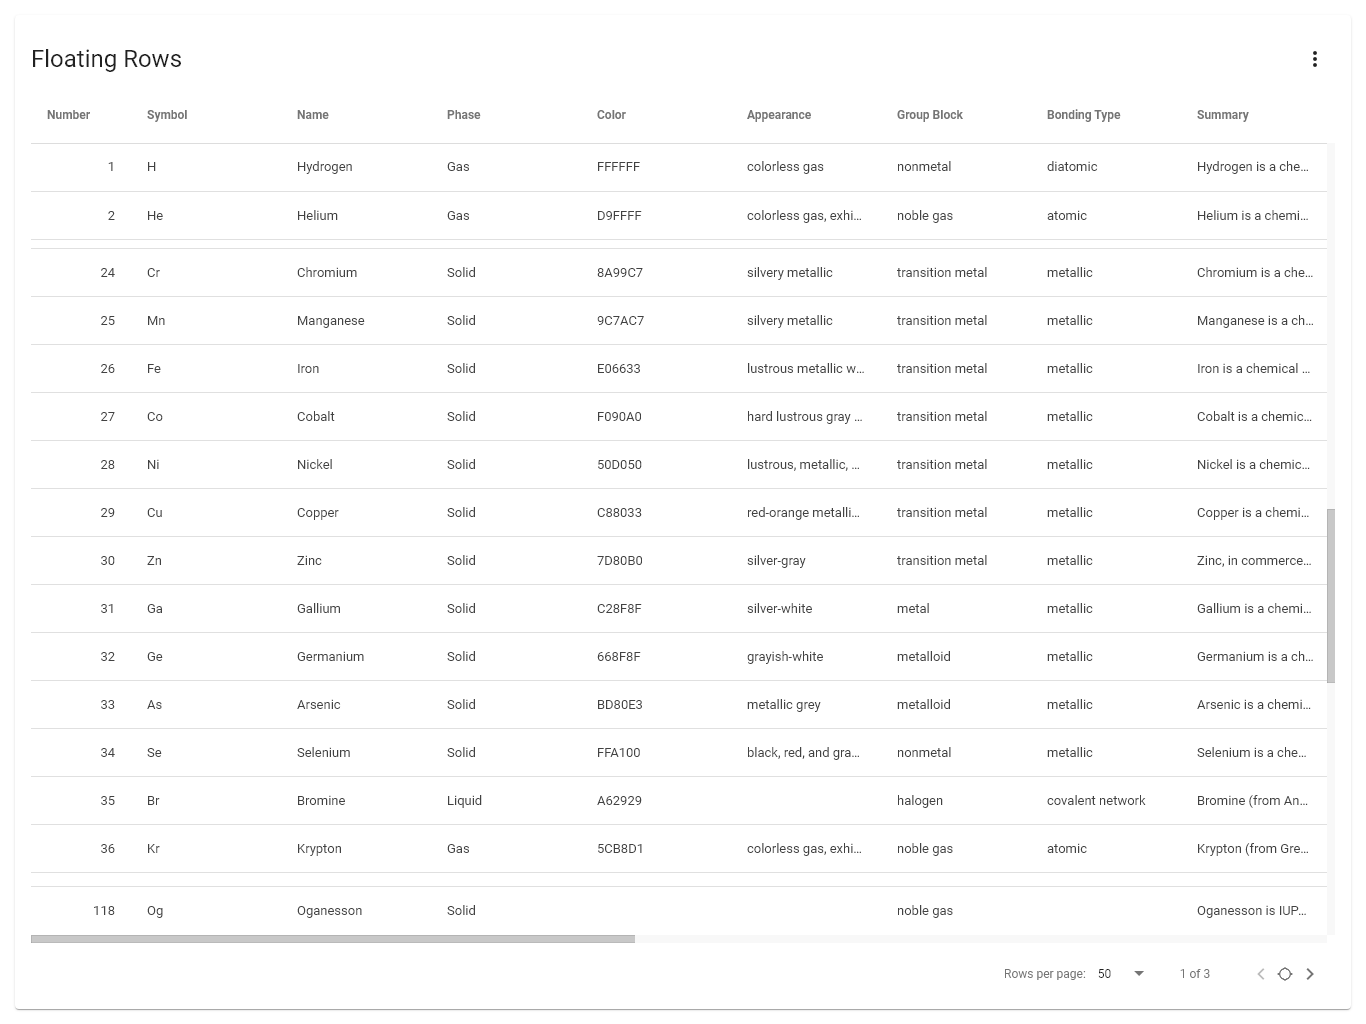 Floating Rows
Number Symbol Name Phase Color Appearance Group Block Bonding Type Summary
1 H Hydrogen Gas FFFFFF colorless gas nonmetal diatomic Hydrogen is a che...
2 He Helium Gas D9FFFF colorless gas, exhi... noble gas atomic Helium is a chemi...
24 Cr Chromium Solid 8A99C7 silvery metallic transition metal metallic Chromium is a che...
25 Mn Manganese Solid 9C7AC7 silvery metallic transition metal metallic Manganese is a ch...
26 Fe Iron Solid E06633 lustrous metallic w... transition metal metallic Iron is a chemical ...
27 Co Cobalt Solid F090A0 hard lustrous gray ... transition metal metallic Cobalt is a chemic...
28 Ni Nickel Solid 50D050 lustrous, metallic, ... transition metal metallic Nickel is a chemic...
29 Cu Copper Solid C88033 red-orange metalli... transition metal metallic Copper is a chemi...
30 Zn Zinc Solid 7D80B0 silver-gray transition metal metallic Zinc, in commerce...
31 Ga Gallium Solid C28F8F silver-white metal metallic Gallium is a chemi...
32 Ge Germanium Solid 668F8F grayish-white metalloid metallic Germanium is a ch...
33 As Arsenic Solid BD80E3 metallic grey metalloid metallic Arsenic is a chemi...
34 Se Selenium Solid FFA100 black, red, and gra... nonmetal metallic Selenium is a che...
35 Br Bromine Liquid A62929 halogen covalent network Bromine (from An...
36 Kr Krypton Gas 5CB8D1 colorless gas, exhi... noble gas atomic Krypton (from Gre...
118 Og Oganesson Solid noble gas Oganesson is IUP...
Rows per page: 50 1 of 3